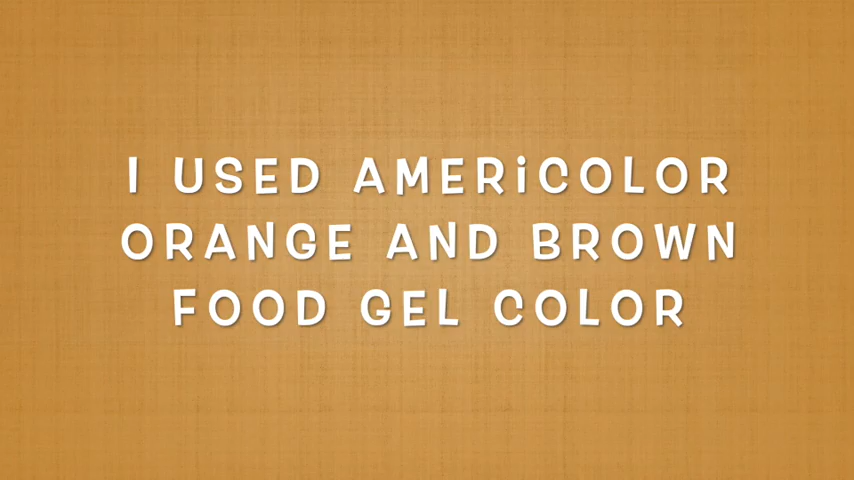 I USED AMERiCOLOR
ORANGE AND BROWN
FOOD GEL COLOR